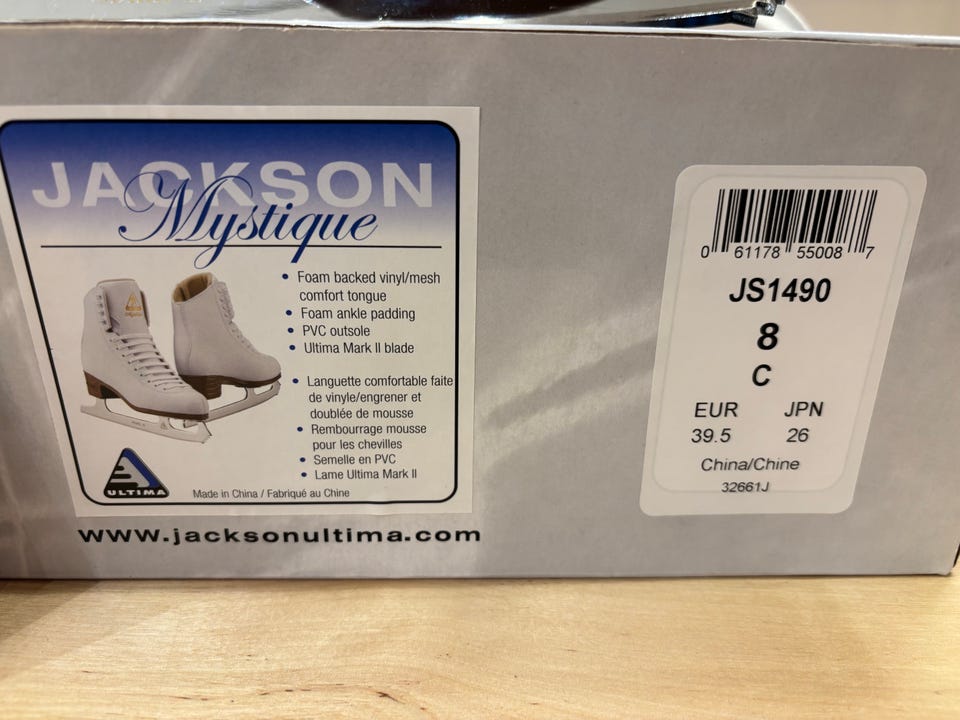 JACKSON
Mystique
• Foam backed vinyl/mesh
comfort tongue
• Foam ankle padding
• PVC outsole
• Ultima Mark II blade
• Languette comfortable faite
de vinyle/engrener et
doublée de mousse
• Rembourrage mousse
pour les chevilles
• Semelle en PVC
• Lame Ultima Mark II
ULTIMA
Made in China / Fabriqué au Chine
www.jacksonultima.com
0 61178 55008 7
JS1490
8
C
EUR JPN
39.5 26
China/Chine
32661J